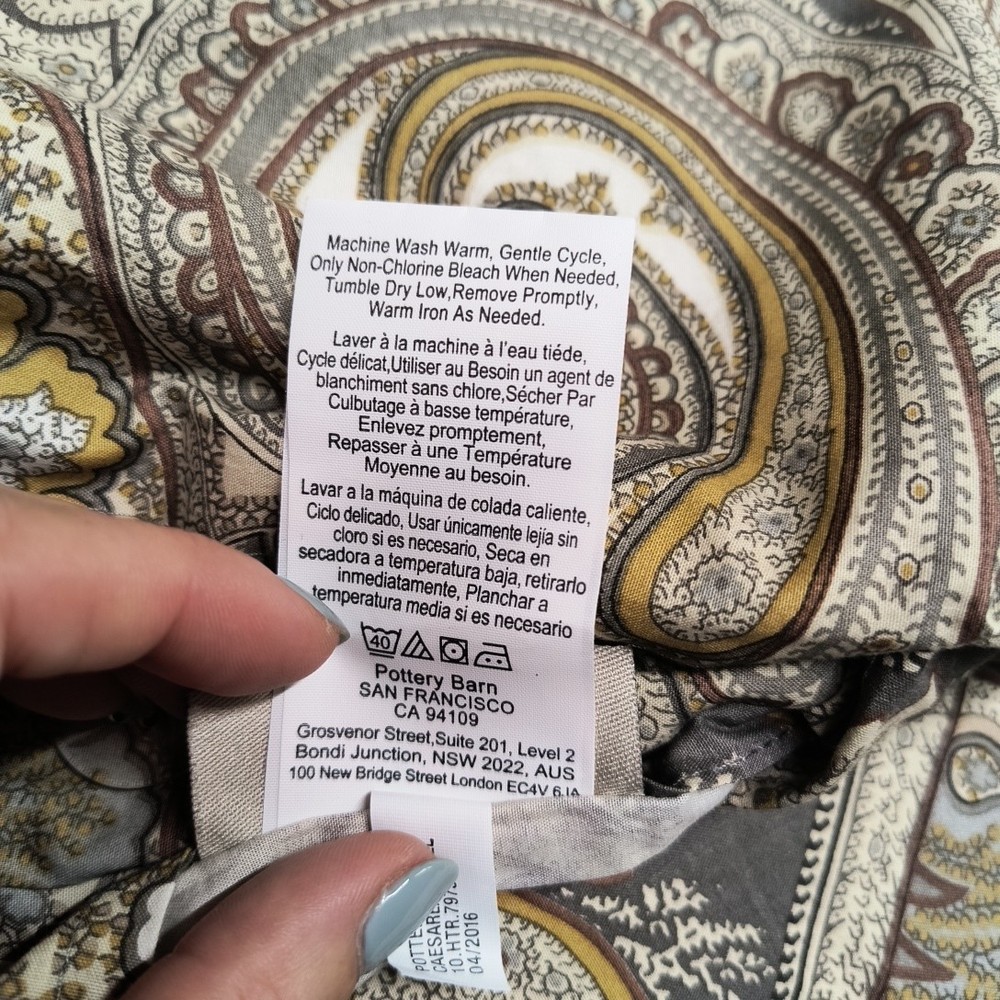 Machine Wash Warm, Gentle Cycle,
Only Non-Chlorine Bleach When Needed,
Tumble Dry Low,Remove Promptly,
Warm Iron As Needed.
Laver à la machine à l'eau tiéde,
Cycle délicat,Utiliser au Besoin un agent de
blanchiment sans chlore,Sécher Par
Culbutage à basse température,
Enlevez promptement,
Repasser à une Température
Moyenne au besoin.
Lavar a la máquina de colada caliente,
Ciclo delicado, Usar únicamente lejía sin
cloro si es necesario, Seca en
secadora a temperatura baja, retirarlo
inmediatamente, Planchar a
temperatura media si es necesario
40
Pottery Barn
SAN FRANCISCO
CA 94109
Grosvenor Street,Suite 201, Level 2
Bondi Junction, NSW 2022, AUS
100 New Bridge Street London EC4V
04/2016